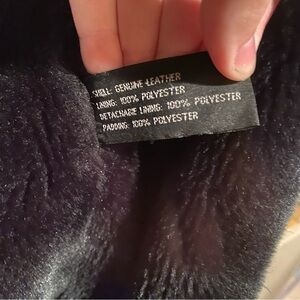 SHELL: GENUINE LEATHER
LINING: 100% POLYESTER
DETACHABLE LINING: 100% POLYESTER
PADDING: 100% POLYESTER